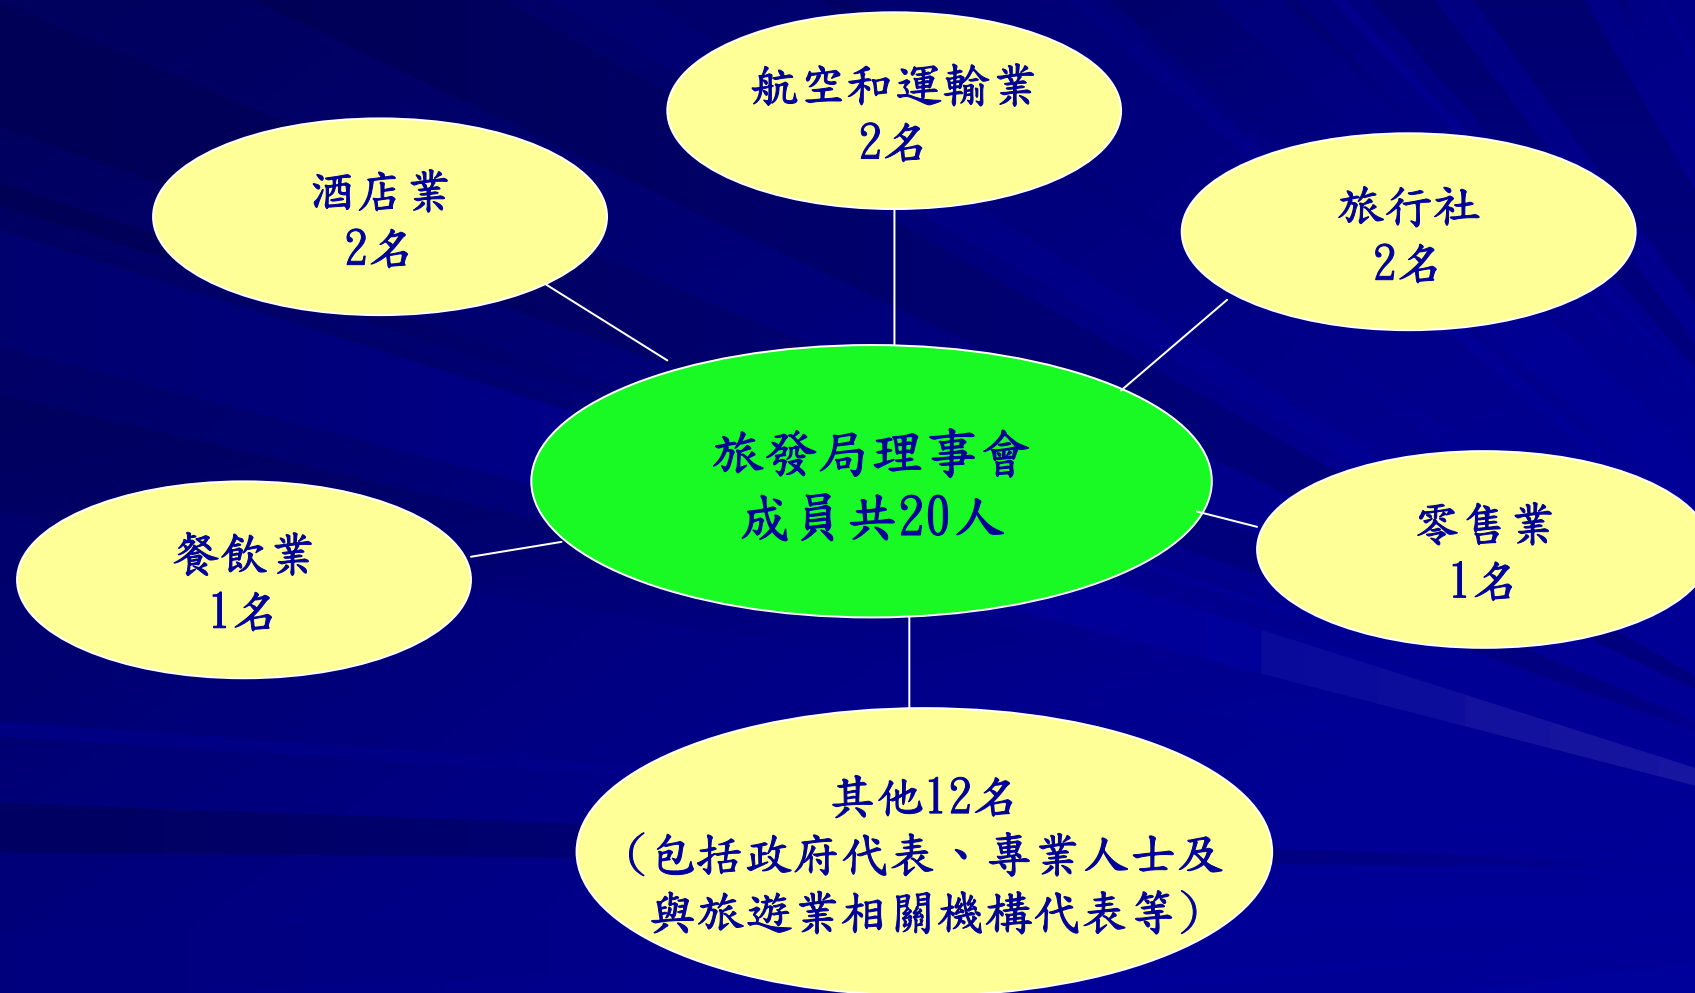 航空和運輸業
2名
酒店業
2名
旅行社
2名
旅發局理事會
成員共20人
餐飲業
1名
零售業
1名
其他12名
（包括政府代表、專業人士及
與旅遊業相關機構代表等）